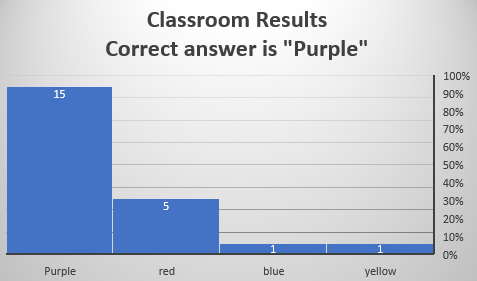 Classroom Results
Correct answer is "Purple"
100%
90%
80%
70%
60%
50%
40%
30%
20%
10%
0%
15
5
1
1
Purple
red
blue
yellow